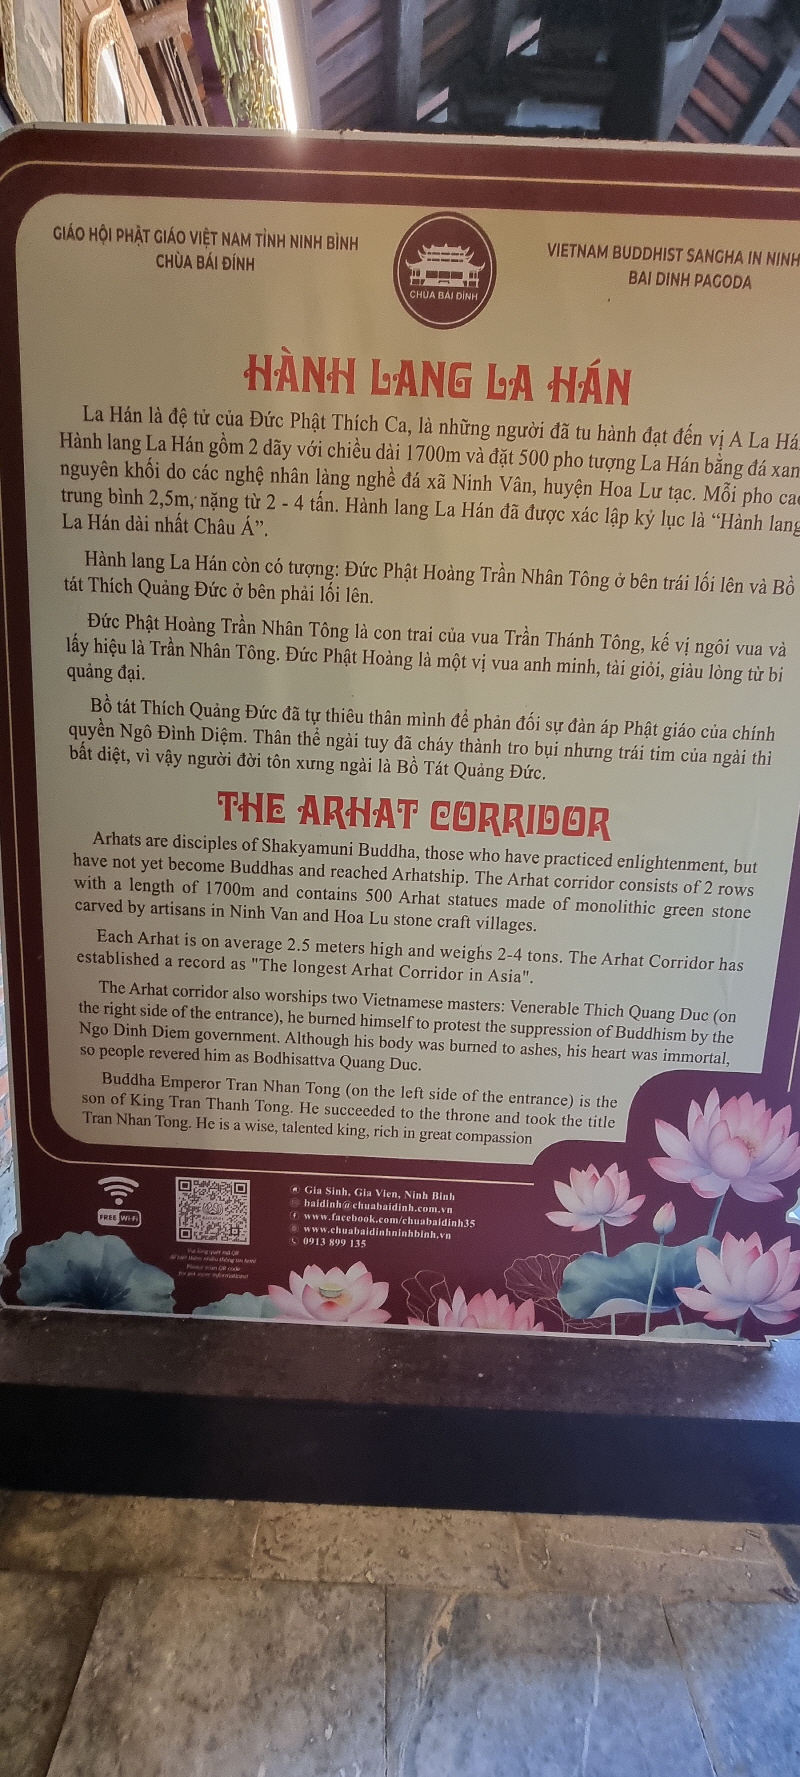 GIÁO HỘI PHẬT GIÁO VIỆT NAM TỈNH NINH BÌNH
CHÙA BÁI ĐÍNH
CHÙA BÁI ĐÍNH
VIETNAM BUDDHIST SANGHA IN NINH
BAI DINH PAGODA
HÀNH LANG LA HÁN
La Hán là đệ tử của Đức Phật Thích Ca, là những người đã tu hành đạt đến vị A La
Hành lang La Hán gồm 2 dãy với chiều dài 1700m và đặt 500 pho tượng La Hán bằng đá
nguyên khối do các nghệ nhân làng nghề đá xã Ninh Vân, huyện Hoa Lư tạc. Mỗi pho
trung bình 2,5m, nặng từ 2 - 4 tấn. Hành lang La Hán đã được xác lập kỷ lục là “Hành lang
La Hán dài nhất Châu Á”.
Hành lang La Hán còn có tượng: Đức Phật Hoàng Trần Nhân Tông ở bên trái lối lên và Bồ
tát Thích Quảng Đức ở bên phải lối lên.
Đức Phật Hoàng Trần Nhân Tông là con trai của vua Trần Thánh Tông, kế vị ngôi vua và
lấy hiệu là Trần Nhân Tông. Đức Phật Hoàng là một vị vua anh minh, tài giỏi, giàu lòng từ bi
quảng đại.
Bồ tát Thích Quảng Đức đã tự thiêu thân mình để phản đối sự đàn áp Phật giáo của chính
quyền Ngô Đình Diệm. Thân thể ngài tuy đã cháy thành tro bụi nhưng trái tim của ngài thì
bất diệt, vì vậy người đời tôn xưng ngài là Bồ Tát Quảng Đức.
THE ARHAT CORRIDOR
Arhats are disciples of Shakyamuni Buddha, those who have practiced enlightenment, but
have not yet become Buddhas and reached Arhatship. The Arhat corridor consists of 2 rows
with a length of 1700m and contains 500 Arhat statues made of monolithic green stone
carved by artisans in Ninh Van and Hoa Lu stone craft villages.
Each Arhat is on average 2.5 meters high and weighs 2-4 tons. The Arhat Corridor has
established a record as "The longest Arhat Corridor in Asia".
The Arhat corridor also worships two Vietnamese masters: Venerable Thich Quang Duc (on
the right side of the entrance), he burned himself to protest the suppression of Buddhism by the
Ngo Dinh Diem government. Although his body was burned to ashes, his heart was immortal,
so people revered him as Bodhisattva Quang Duc.
Buddha Emperor Tran Nhan Tong (on the left side of the entrance) is the
son of King Tran Thanh Tong. He succeeded to the throne and took the title
Tran Nhan Tong. He is a wise, talented king, rich in great compassion
FREE Wi-Fi
Gia Sinh, Gia Vien, Ninh Binh
baidinh@chuabaidinh.com.vn
www.facebook.com/chuabaidinh35
www.chuabaidinhninhbinh.vn
0913 899 135